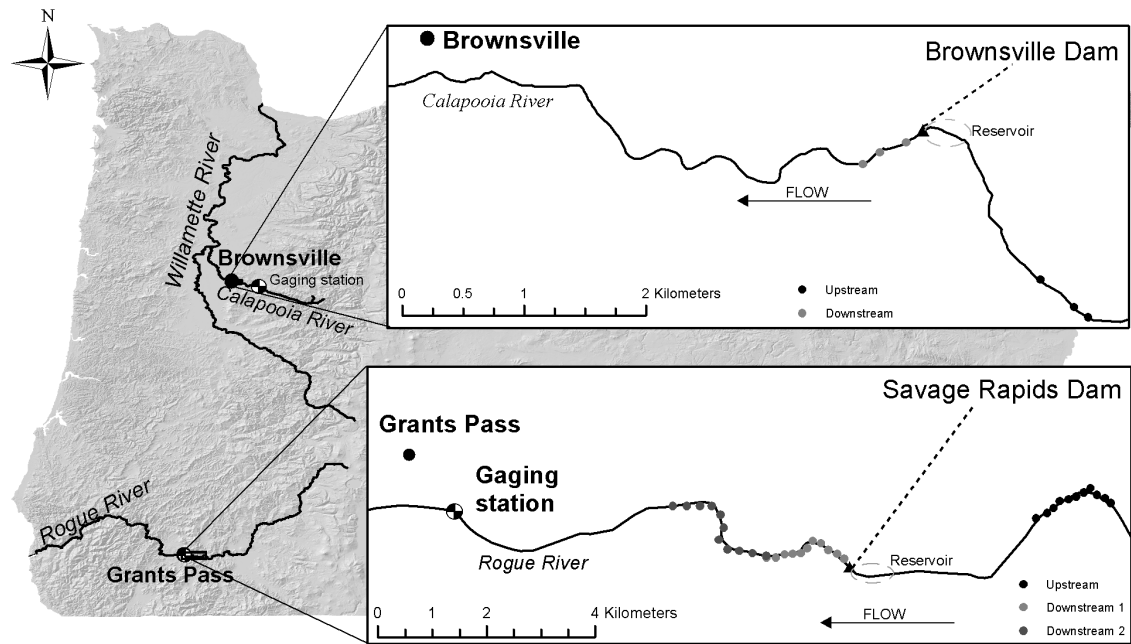 N
Willamette River
Brownsville
Gaging station
Calapooia River
Rogue River
Grants Pass
Brownsville
Brownsville Dam
Calapooia River
Reservoir
FLOW
0 0.5 1 2 Kilometers
Upstream
Downstream
Savage Rapids Dam
Grants Pass
Gaging
station
Rogue River
Reservoir
0 1 2 4 Kilometers
FLOW
Upstream
Downstream 1
Downstream 2